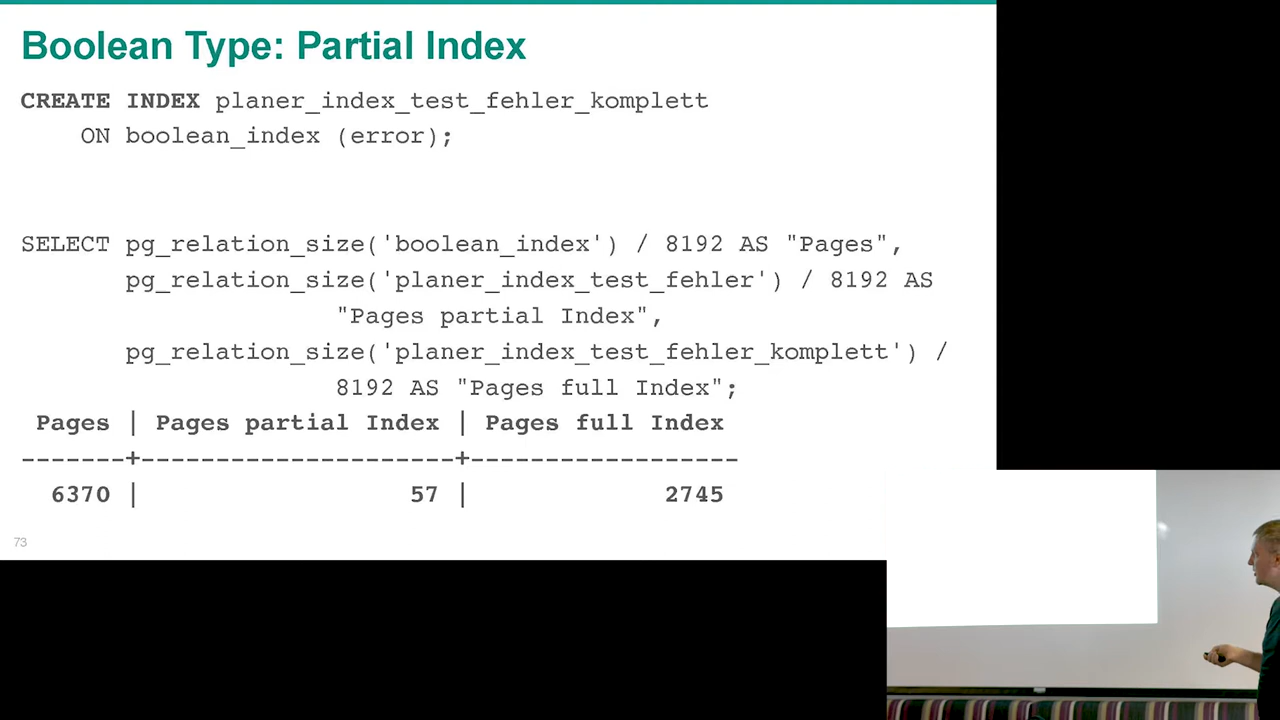 Boolean Type: Partial Index
CREATE INDEX planer_index_test_fehler_komplett
ON boolean_index (error);
SELECT pg_relation_size('boolean_index') / 8192 AS "Pages",
pg_relation_size('planer_index_test_fehler') / 8192 AS
"Pages partial Index",
pg_relation_size('planer_index_test_fehler_komplett') /
8192 AS "Pages full Index";
Pages | Pages partial Index | Pages full Index
-------+---------------------+------------------
6370 | 57 | 2745
73